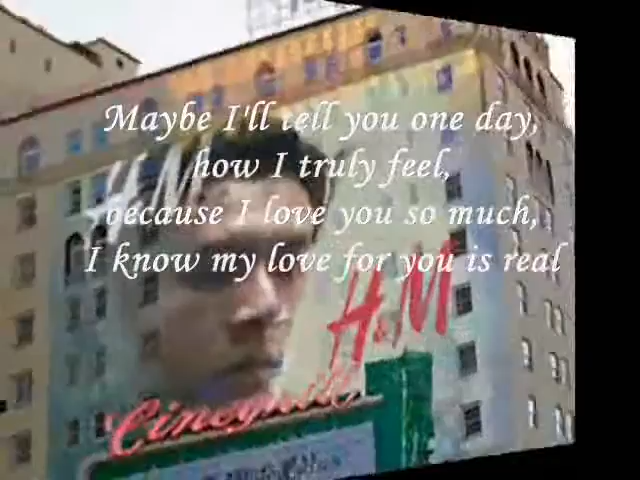 Maybe I'll tell you one day,
how I truly feel,
because I love you so much,
I know my love for you is real
H&M
H&M